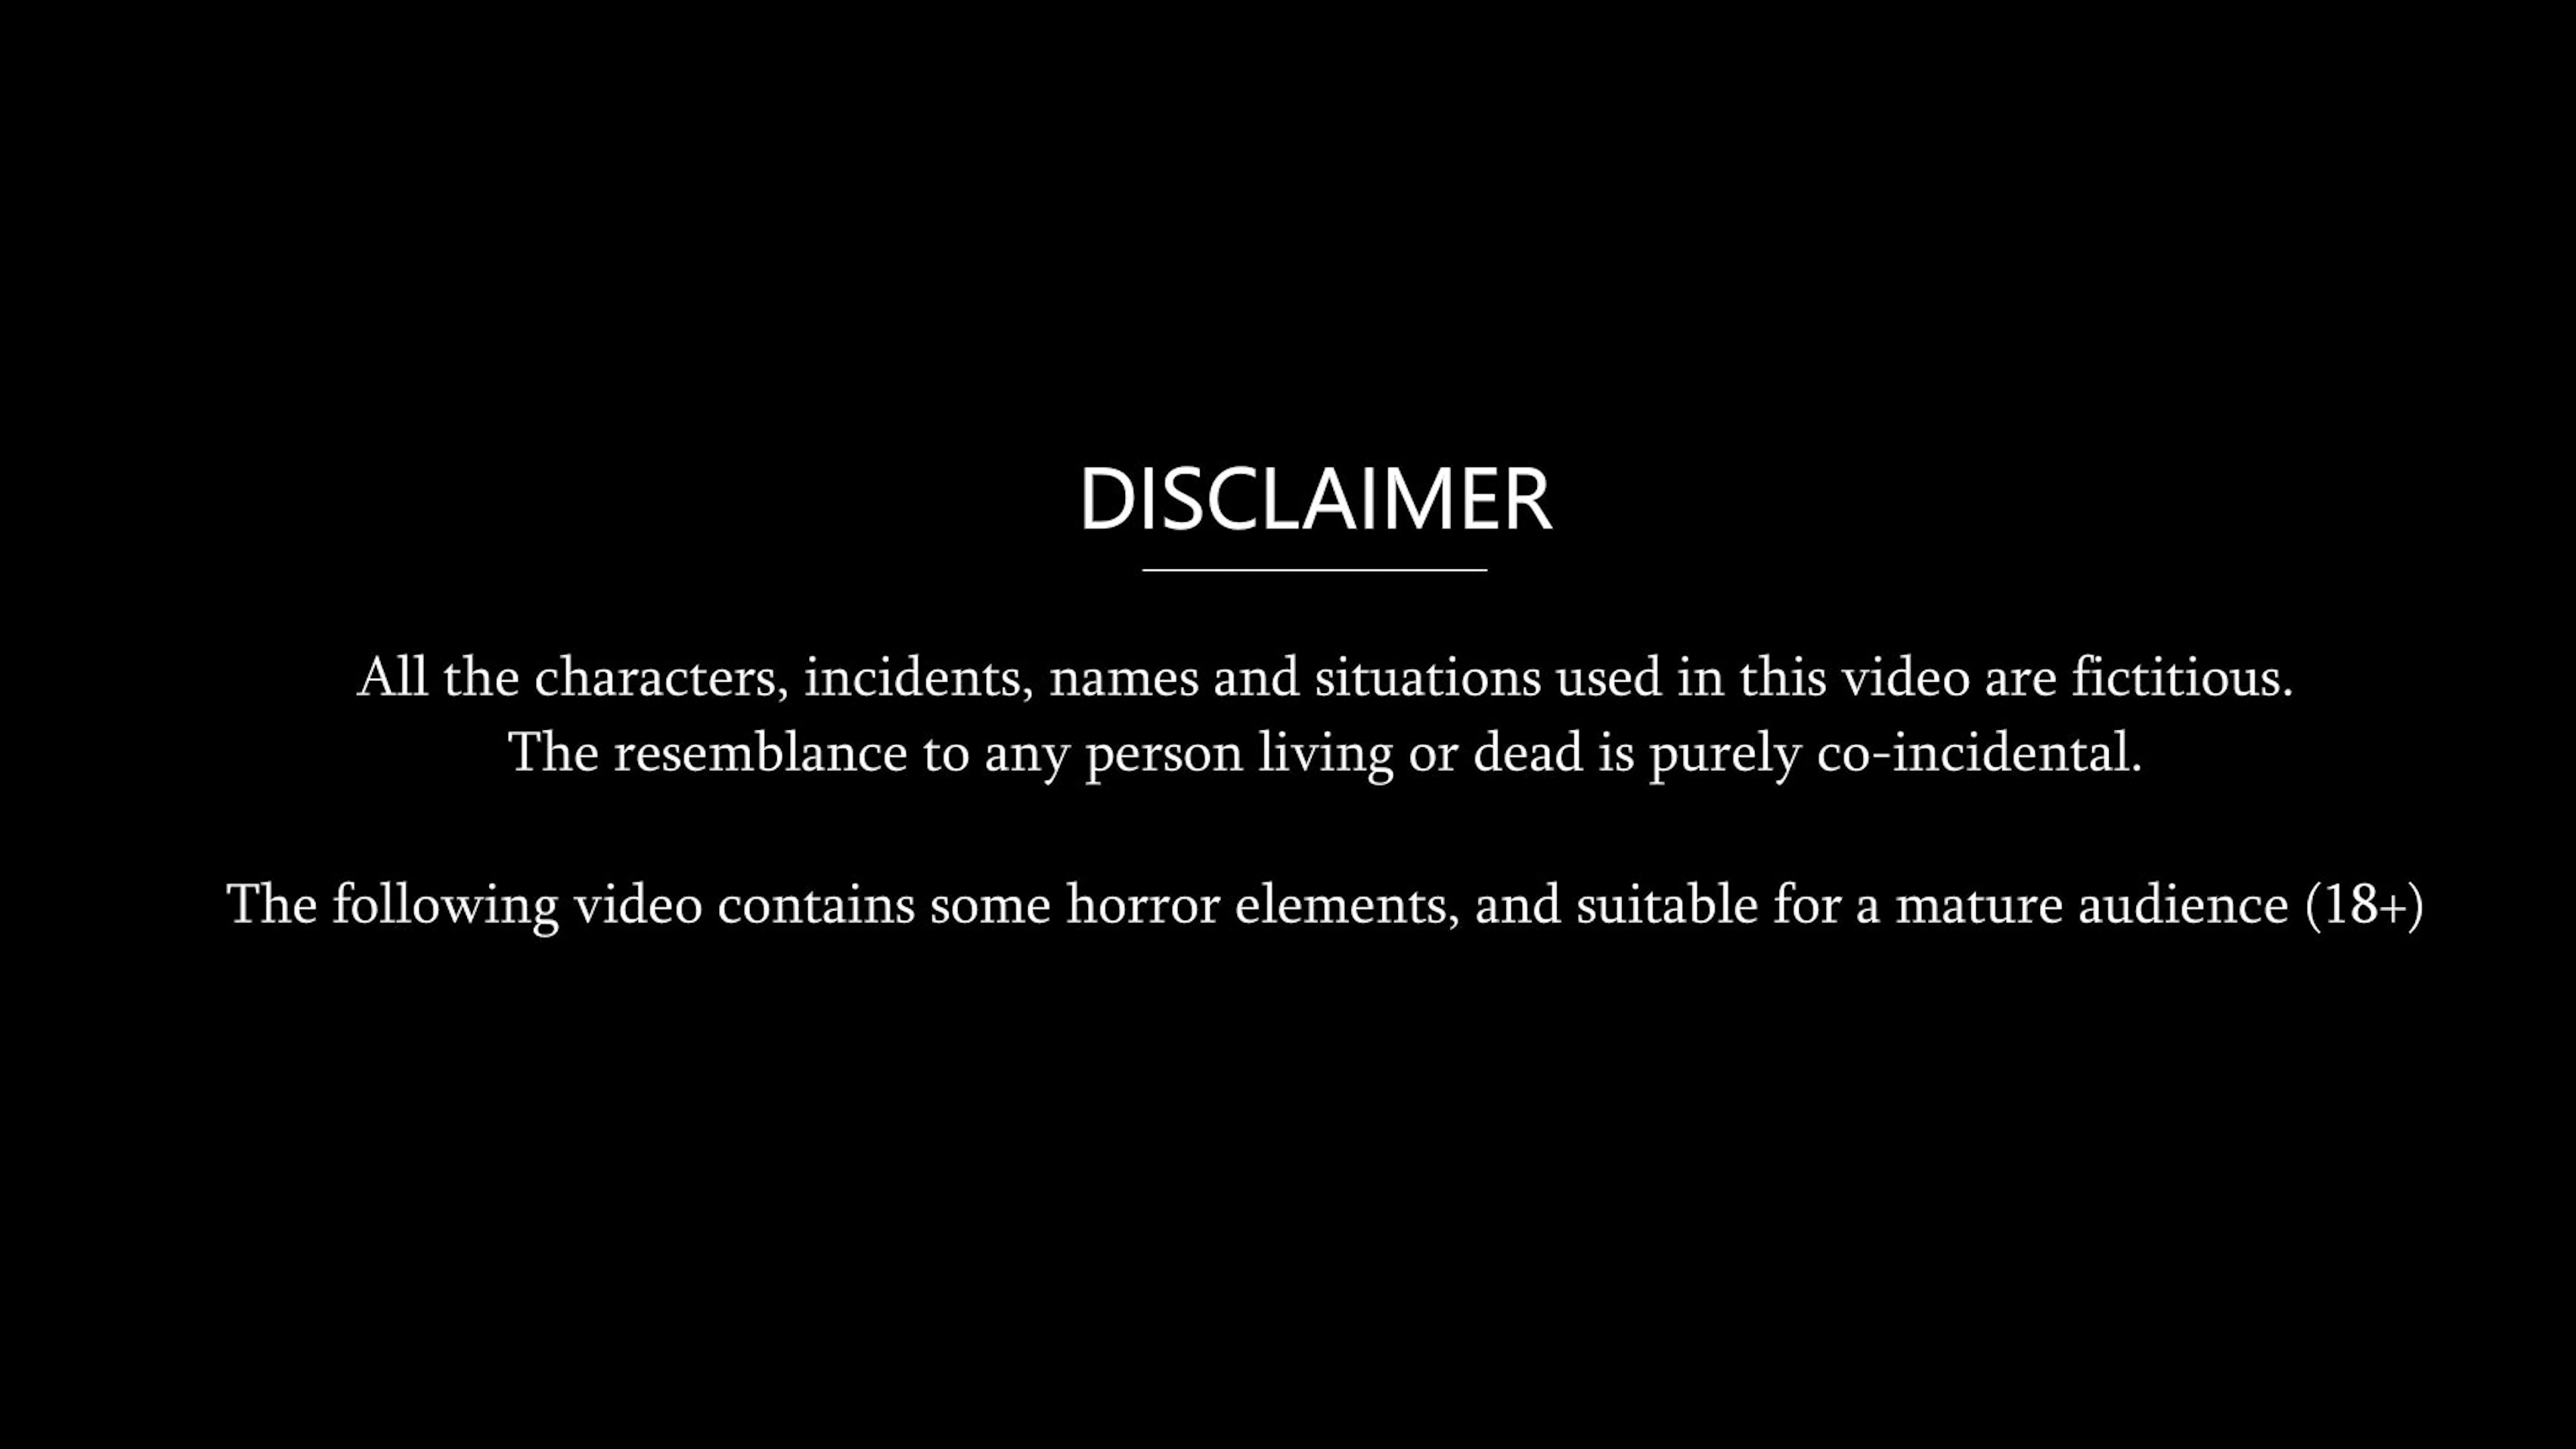 DISCLAIMER
All the characters, incidents, names and situations used in this video are fictitious.
The resemblance to any person living or dead is purely co-incidental.
The following video contains some horror elements, and suitable for a mature audience (18+)